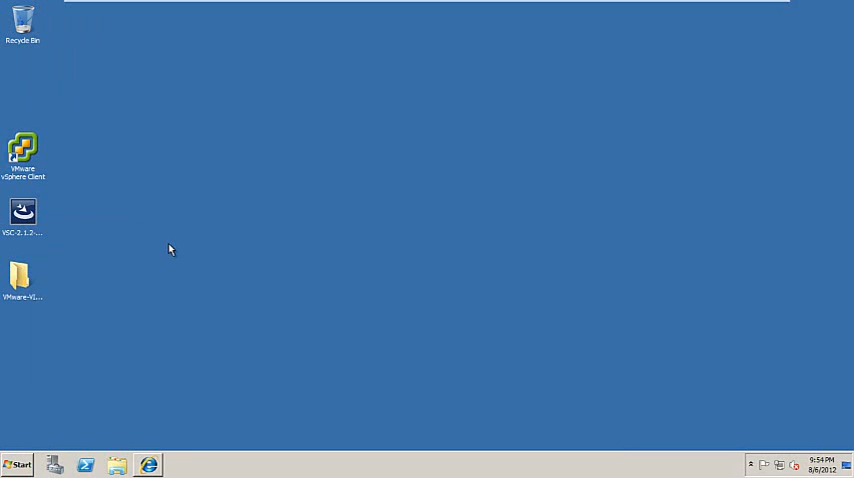 Recycle Bin
VMware
vSphere Client
VSC-2.1.2-...
VMware-VI...
Start
9:54 PM
8/6/2012